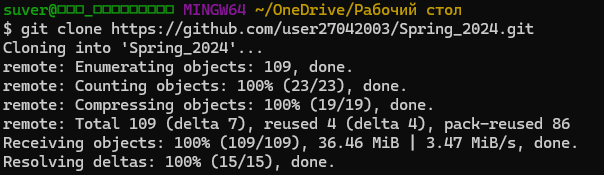 suver@□□□_□□□□□□□□□ MINGW64 ~/OneDrive/Рабочий стол
$ git clone https://github.com/user27042003/Spring_2024.git
Cloning into 'Spring_2024'...
remote: Enumerating objects: 109, done.
remote: Counting objects: 100% (23/23), done.
remote: Compressing objects: 100% (19/19), done.
remote: Total 109 (delta 7), reused 4 (delta 4), pack-reused 86
Receiving objects: 100% (109/109), 36.46 MiB | 3.47 MiB/s, done.
Resolving deltas: 100% (15/15), done.